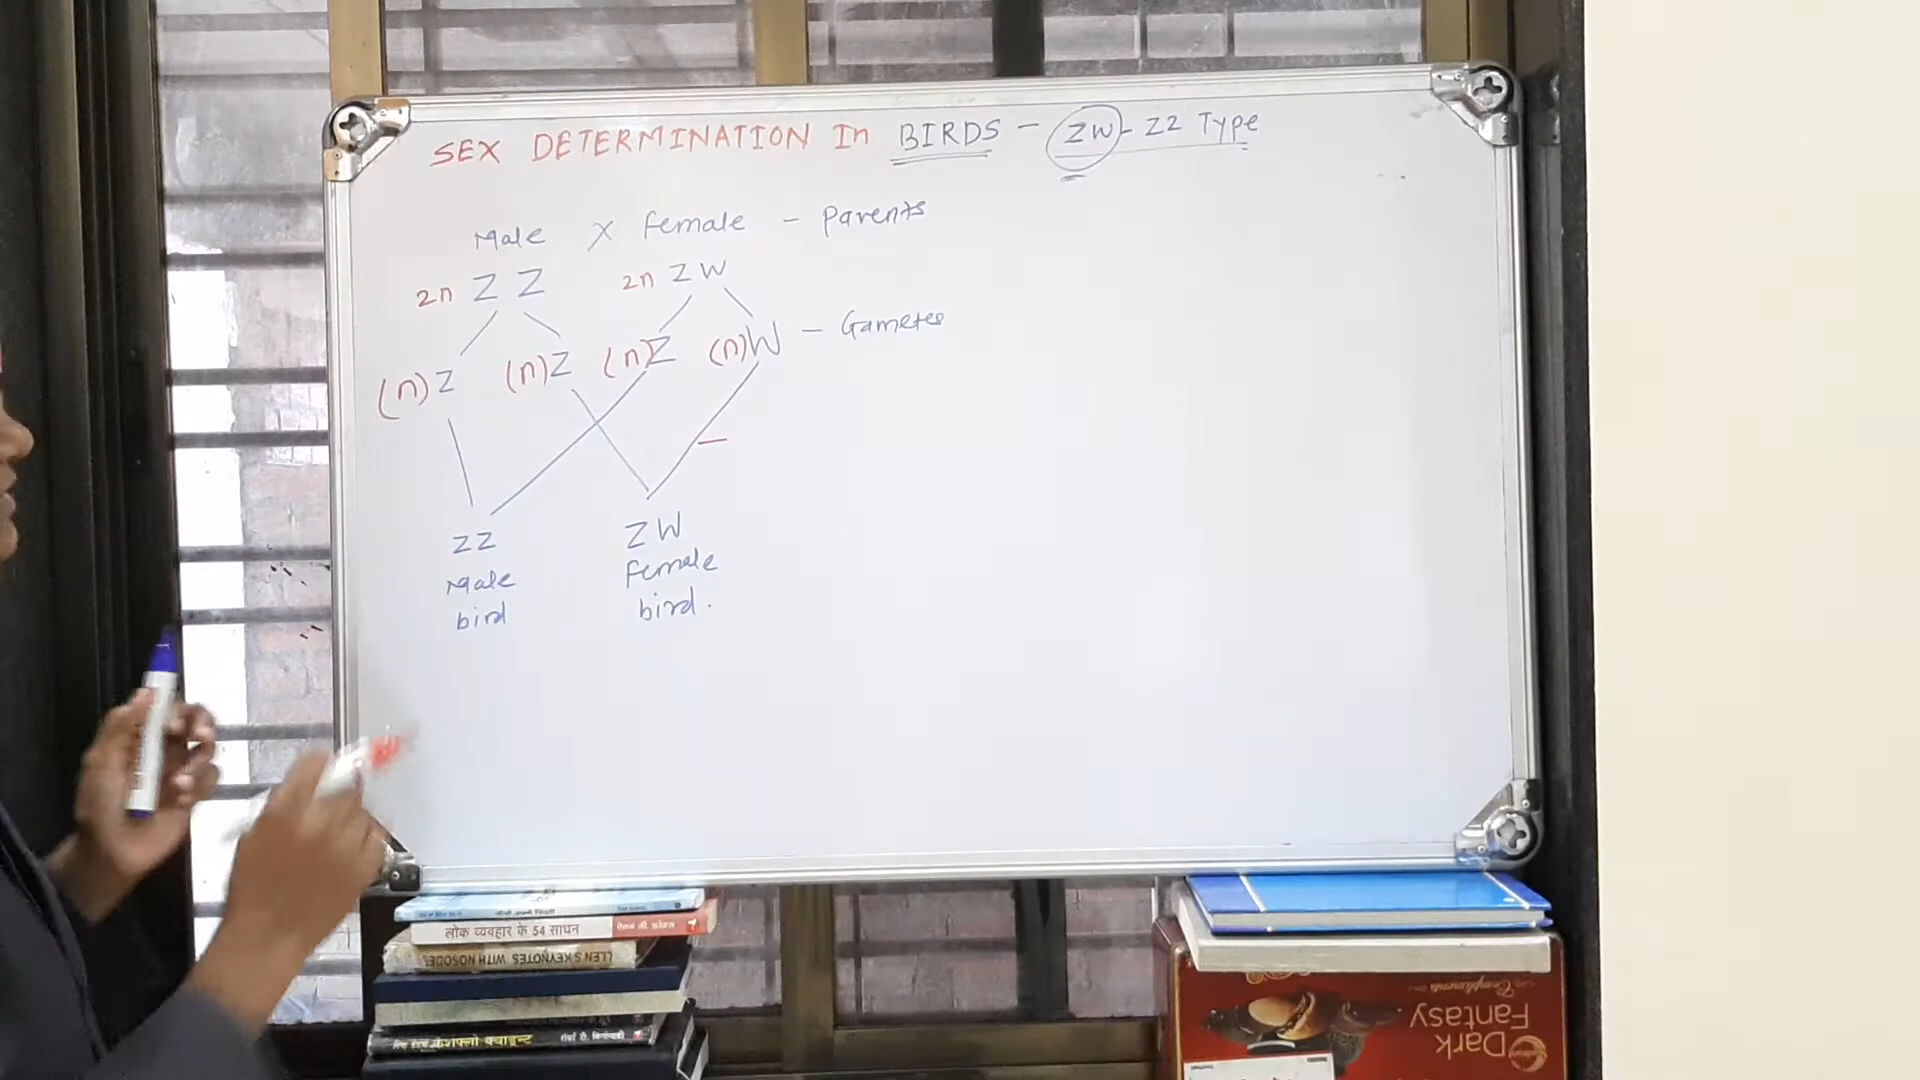 SEX DETERMINATION In BIRDS - ZW - ZZ Type
Male X Female - Parents
2n Z Z 2n Z W
(n) Z (n) Z (n) Z (n) W - Gametes
ZZ ZW
Male Female
bird bird.
लोक व्यवहार के 54 साधन
LLEN'S KEYNOTES WITH NOSODES
Dark
Fantasy